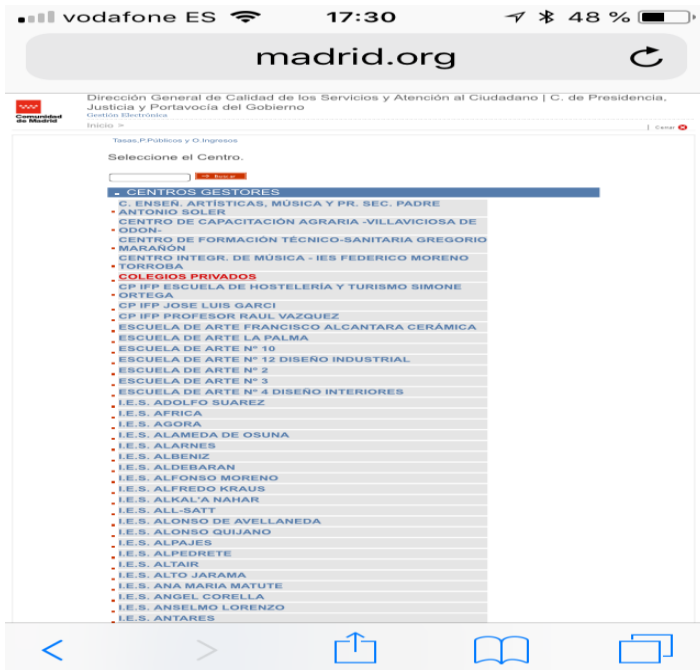 vodafone ES 17:30 48 %
madrid.org
Dirección General de Calidad de los Servicios y Atención al Ciudadano | C. de Presidencia,
Justicia y Portavocía del Gobierno
Gestión Electrónica
Comunidad
de Madrid
Inicio >
| Cerrar
Tasas,P.Públicos y O.Ingresos
Seleccione el Centro.
Buscar
CENTROS GESTORES
C. ENSEÑ. ARTÍSTICAS, MÚSICA Y PR. SEC. PADRE
ANTONIO SOLER
CENTRO DE CAPACITACIÓN AGRARIA -VILLAVICIOSA DE
ODON-
CENTRO DE FORMACIÓN TÉCNICO-SANITARIA GREGORIO
MARAÑÓN
CENTRO INTEGR. DE MÚSICA - IES FEDERICO MORENO
TORROBA
COLEGIOS PRIVADOS
CP IFP ESCUELA DE HOSTELERÍA Y TURISMO SIMONE
ORTEGA
CP IFP JOSE LUIS GARCI
CP IFP PROFESOR RAUL VAZQUEZ
ESCUELA DE ARTE FRANCISCO ALCANTARA CERÁMICA
ESCUELA DE ARTE LA PALMA
ESCUELA DE ARTE Nº 10
ESCUELA DE ARTE Nº 12 DISEÑO INDUSTRIAL
ESCUELA DE ARTE Nº 2
ESCUELA DE ARTE Nº 3
ESCUELA DE ARTE Nº 4 DISEÑO INTERIORES
I.E.S. ADOLFO SUAREZ
I.E.S. AFRICA
I.E.S. AGORA
I.E.S. ALAMEDA DE OSUNA
I.E.S. ALARNES
I.E.S. ALBENIZ
I.E.S. ALDEBARAN
I.E.S. ALFONSO MORENO
I.E.S. ALFREDO KRAUS
I.E.S. ALKAL'A NAHAR
I.E.S. ALL-SATT
I.E.S. ALONSO DE AVELLANEDA
I.E.S. ALONSO QUIJANO
I.E.S. ALPAJES
I.E.S. ALPEDRETE
I.E.S. ALTAIR
I.E.S. ALTO JARAMA
I.E.S. ANA MARIA MATUTE
I.E.S. ANGEL CORELLA
I.E.S. ANSELMO LORENZO
I.E.S. ANTARES